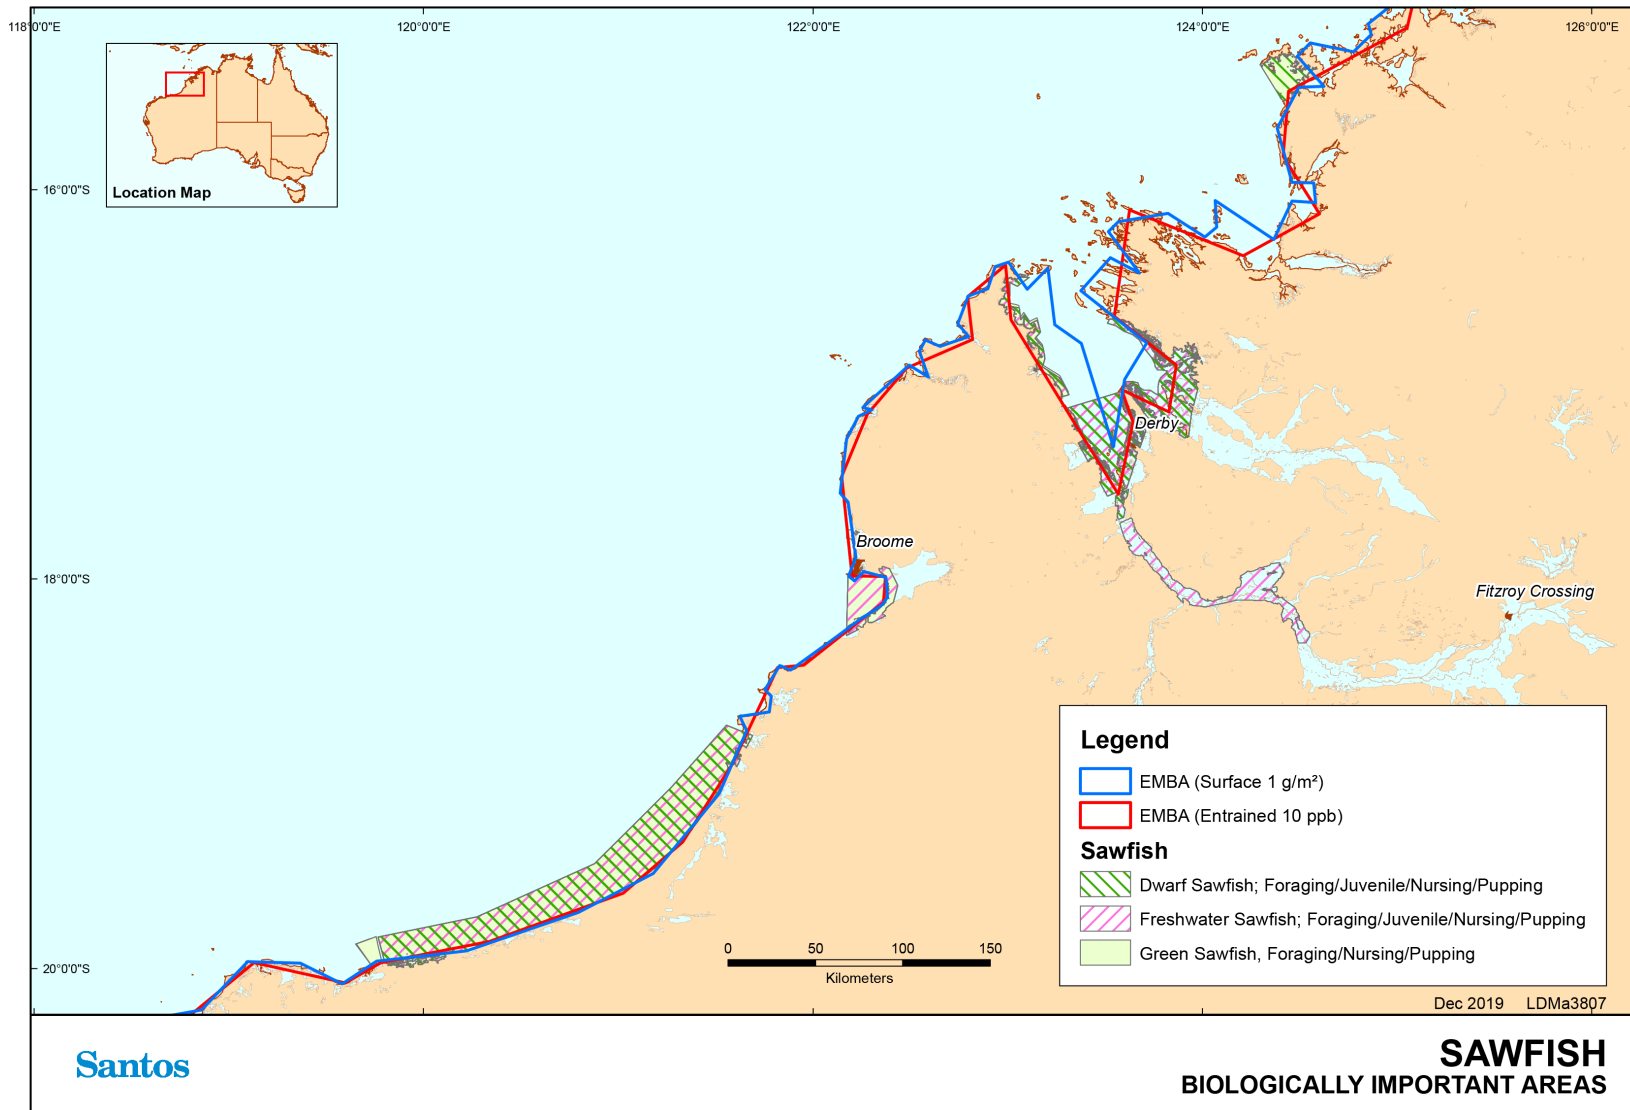 118°0'0"E
120°0'0"E
122°0'0"E
124°0'0"E
126°0'0"E
Location Map
16°0'0"S
Derby
Broome
18°0'0"S
Fitzroy Crossing
Legend
EMBA (Surface 1 g/m²)
EMBA (Entrained 10 ppb)
Sawfish
Dwarf Sawfish; Foraging/Juvenile/Nursing/Pupping
Freshwater Sawfish; Foraging/Juvenile/Nursing/Pupping
Green Sawfish, Foraging/Nursing/Pupping
0 50 100 150
Kilometers
20°0'0"S
Dec 2019 LDMa3807
Santos
SAWFISH
BIOLOGICALLY IMPORTANT AREAS